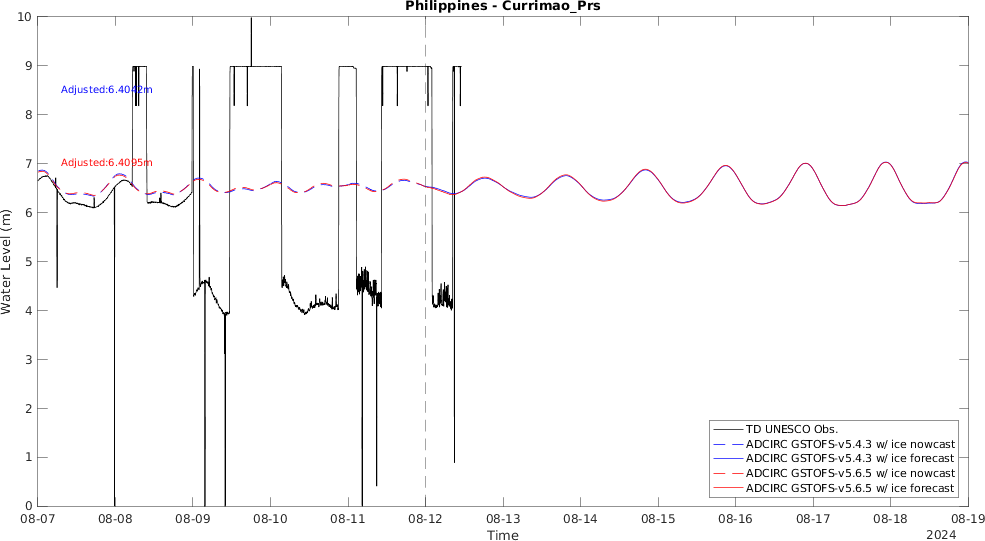 Philippines - Currimao_Prs
10
9
8
7
6
5
4
3
2
1
0
Water Level (m)
Adjusted:6.4042m
Adjusted:6.4095m
TD UNESCO Obs.
ADCIRC GSTOFS-v5.4.3 w/ ice nowcast
ADCIRC GSTOFS-v5.4.3 w/ ice forecast
ADCIRC GSTOFS-v5.6.5 w/ ice nowcast
ADCIRC GSTOFS-v5.6.5 w/ ice forecast
08-07 08-08 08-09 08-10 08-11 08-12 08-13 08-14 08-15 08-16 08-17 08-18 08-19
Time
2024